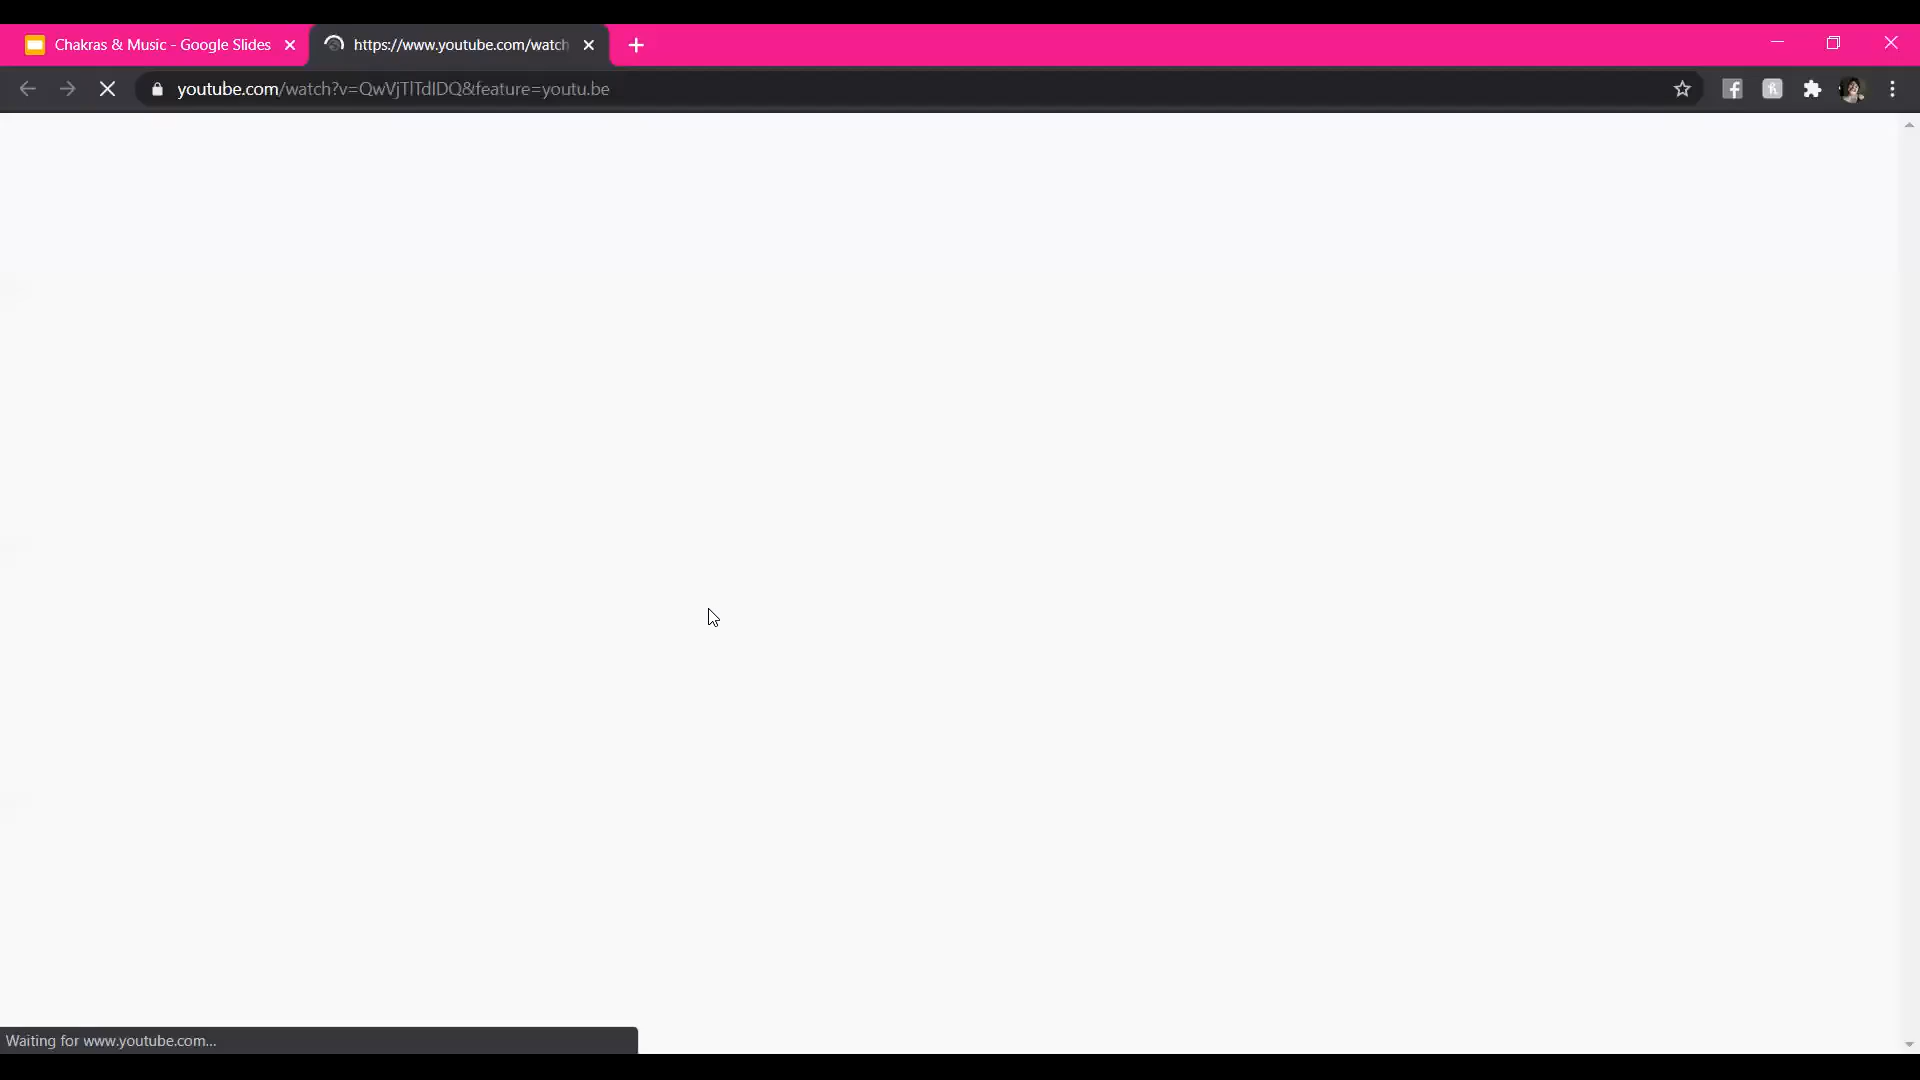 Chakras & Music - Google Slides
https://www.youtube.com/watch
youtube.com/watch?v=QwVjTlTdIDQ&feature=youtu.be
Waiting for www.youtube.com...